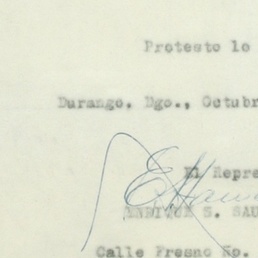 Protesto lo
Durango, Dgo., Octubr
El Repre
ENRIQUE S. SAU
Calle Fresno No.